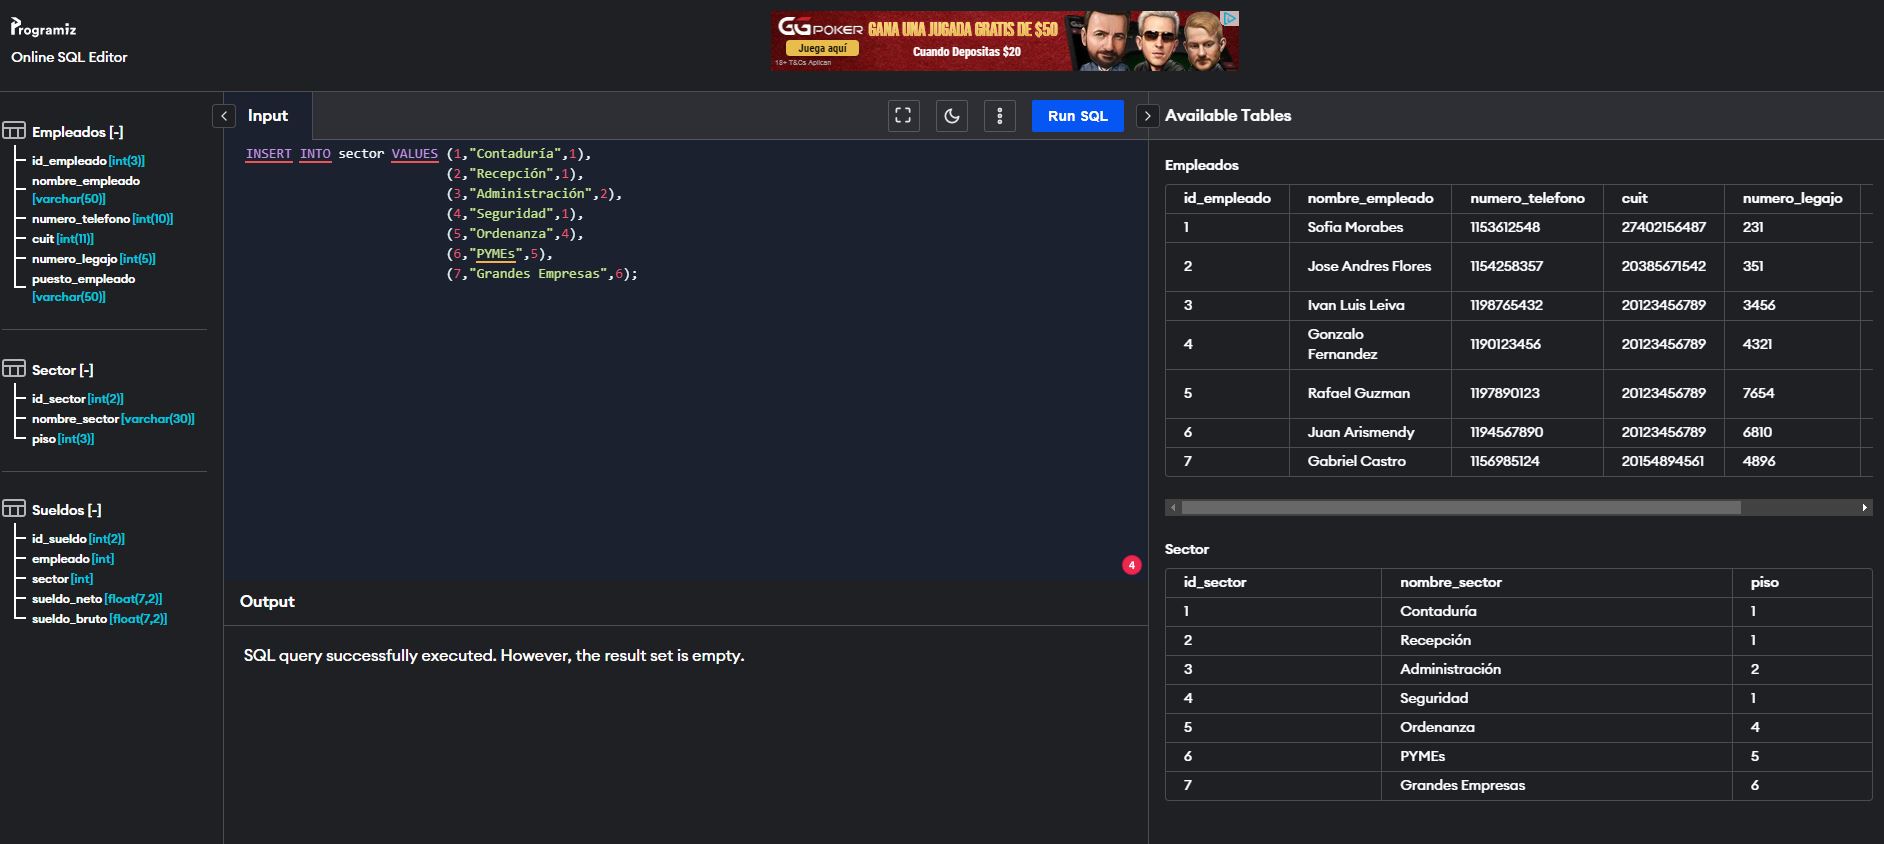 Programiz
Online SQL Editor
GGPOKER GANA UNA JUGADA GRATIS DE $50
Juega aquí
Cuando Depositas $20
18+ T&Cs Aplican
Empleados [-]
id_empleado [int(3)]
nombre_empleado
[varchar(50)]
numero_telefono [int(10)]
cuit [int(11)]
numero_legajo [int(5)]
puesto_empleado
[varchar(50)]
Sector [-]
id_sector [int(2)]
nombre_sector [varchar(30)]
piso [int(3)]
Sueldos [-]
id_sueldo [int(2)]
empleado [int]
sector [int]
sueldo_neto [float(7,2)]
sueldo_bruto [float(7,2)]
Input
Run SQL
INSERT INTO sector VALUES (1,"Contaduría",1),
(2,"Recepción",1),
(3,"Administración",2),
(4,"Seguridad",1),
(5,"Ordenanza",4),
(6,"PYMEs",5),
(7,"Grandes Empresas",6);
4
Output
SQL query successfully executed. However, the result set is empty.
Available Tables
Empleados
id_empleado nombre_empleado numero_telefono cuit numero_legajo
1 Sofia Morabes 1153612548 27402156487 231
2 Jose Andres Flores 1154258357 20385671542 351
3 Ivan Luis Leiva 1198765432 20123456789 3456
4 Gonzalo Fernandez 1190123456 20123456789 4321
5 Rafael Guzman 1197890123 20123456789 7654
6 Juan Arismendy 1194567890 20123456789 6810
7 Gabriel Castro 1156985124 20154894561 4896
Sector
id_sector nombre_sector piso
1 Contaduría 1
2 Recepción 1
3 Administración 2
4 Seguridad 1
5 Ordenanza 4
6 PYMEs 5
7 Grandes Empresas 6